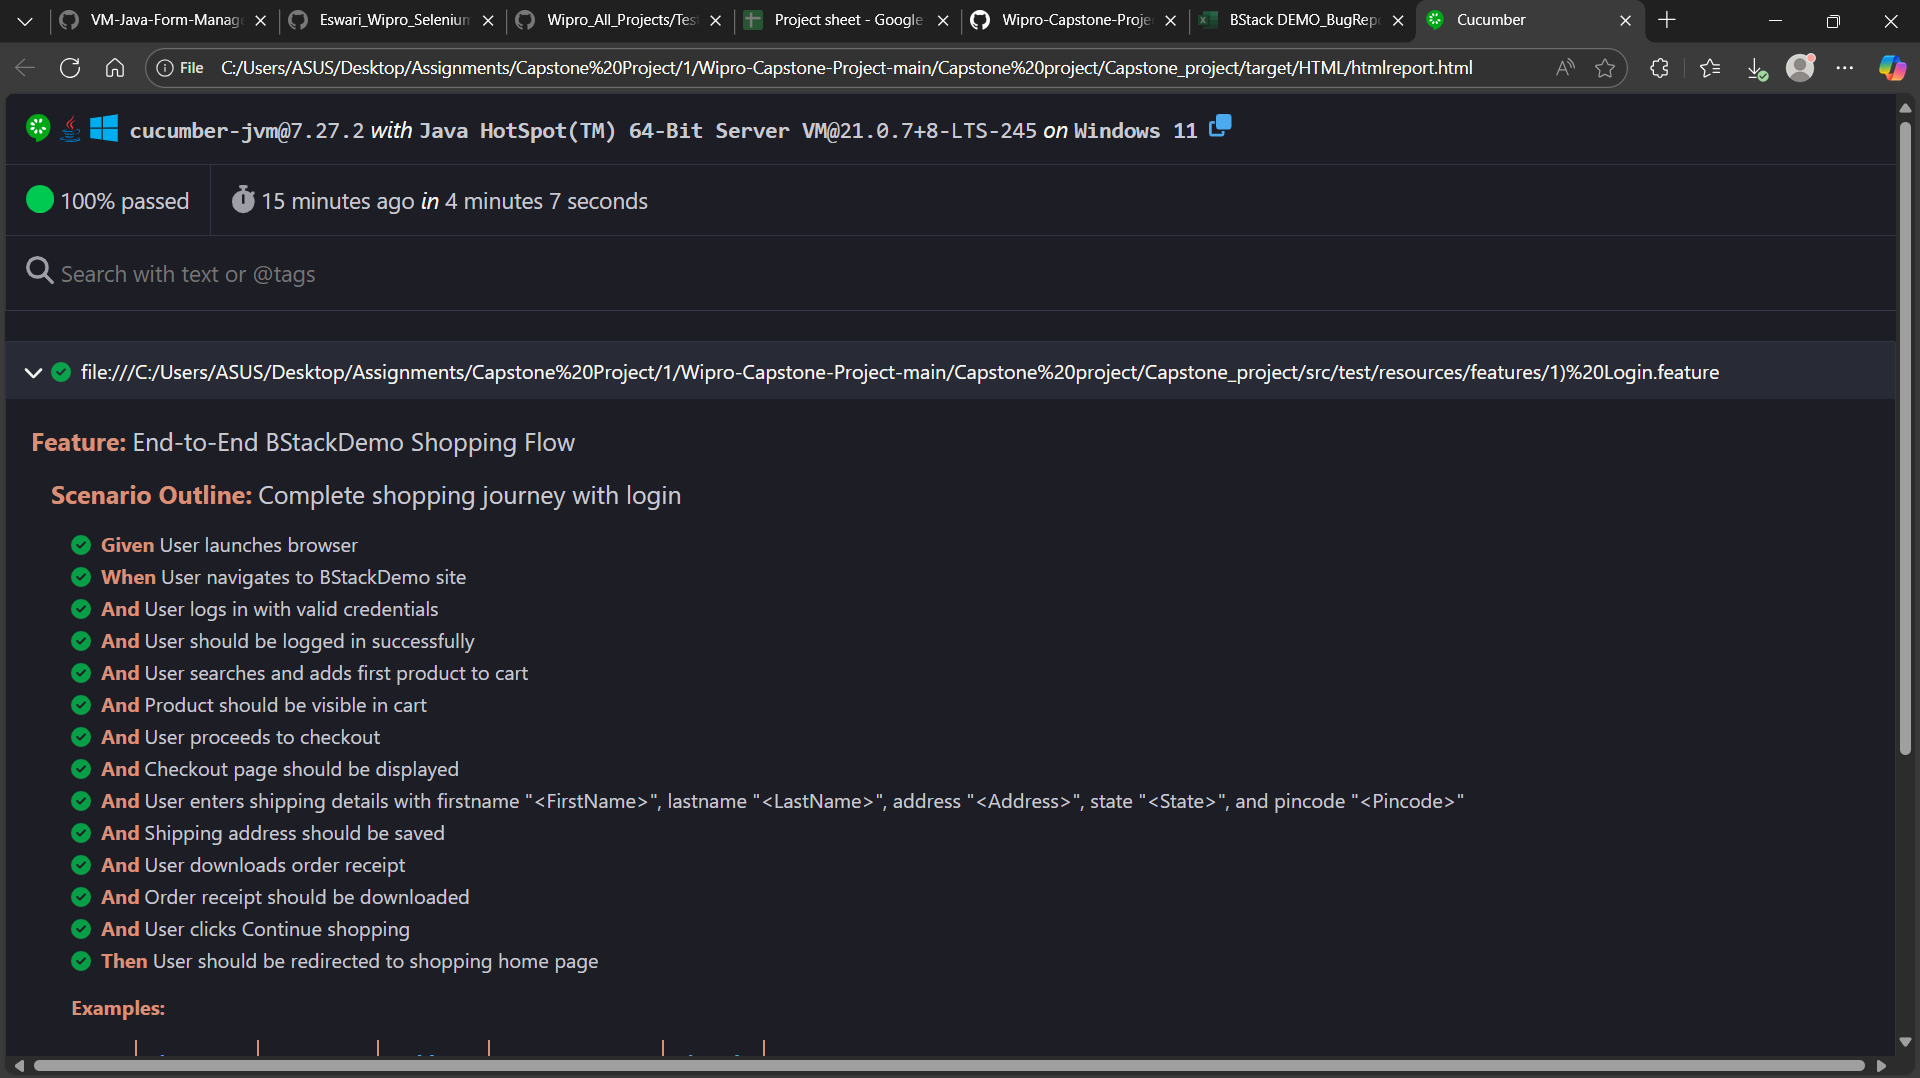 VM-Java-Form-Manag
Eswari_Wipro_Selenium
Wipro_All_Projects/Test
Project sheet - Google
Wipro-Capstone-Proje
BStack DEMO_BugRep
Cucumber
File C:/Users/ASUS/Desktop/Assignments/Capstone%20Project/1/Wipro-Capstone-Project-main/Capstone%20project/Capstone_project/target/HTML/htmlreport.html
cucumber-jvm@7.27.2 with Java HotSpot(TM) 64-Bit Server VM@21.0.7+8-LTS-245 on Windows 11
100% passed
15 minutes ago in 4 minutes 7 seconds
Search with text or @tags
file:///C:/Users/ASUS/Desktop/Assignments/Capstone%20Project/1/Wipro-Capstone-Project-main/Capstone%20project/Capstone_project/src/test/resources/features/1)%20Login.feature
Feature: End-to-End BStackDemo Shopping Flow
Scenario Outline: Complete shopping journey with login
Given User launches browser
When User navigates to BStackDemo site
And User logs in with valid credentials
And User should be logged in successfully
And User searches and adds first product to cart
And Product should be visible in cart
And User proceeds to checkout
And Checkout page should be displayed
And User enters shipping details with firstname "<FirstName>", lastname "<LastName>", address "<Address>", state "<State>", and pincode "<Pincode>"
And Shipping address should be saved
And User downloads order receipt
And Order receipt should be downloaded
And User clicks Continue shopping
Then User should be redirected to shopping home page
Examples: